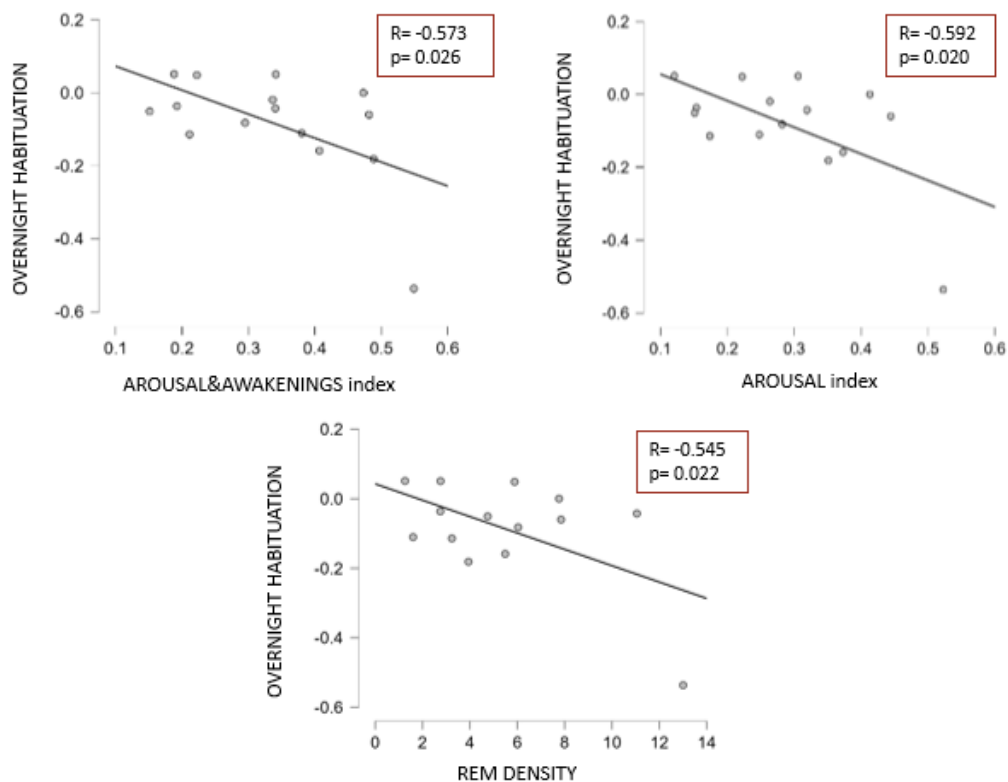 0.2
0.0
-0.2
-0.4
-0.6
OVERNIGHT HABITUATION
R= -0.573
p= 0.026
0.1 0.2 0.3 0.4 0.5 0.6
AROUSAL&AWAKENINGS index
0.2
0.0
-0.2
-0.4
-0.6
OVERNIGHT HABITUATION
R= -0.592
p= 0.020
0.1 0.2 0.3 0.4 0.5 0.6
AROUSAL index
0.2
0.0
-0.2
-0.4
-0.6
OVERNIGHT HABITUATION
R= -0.545
p= 0.022
0 2 4 6 8 10 12 14
REM DENSITY